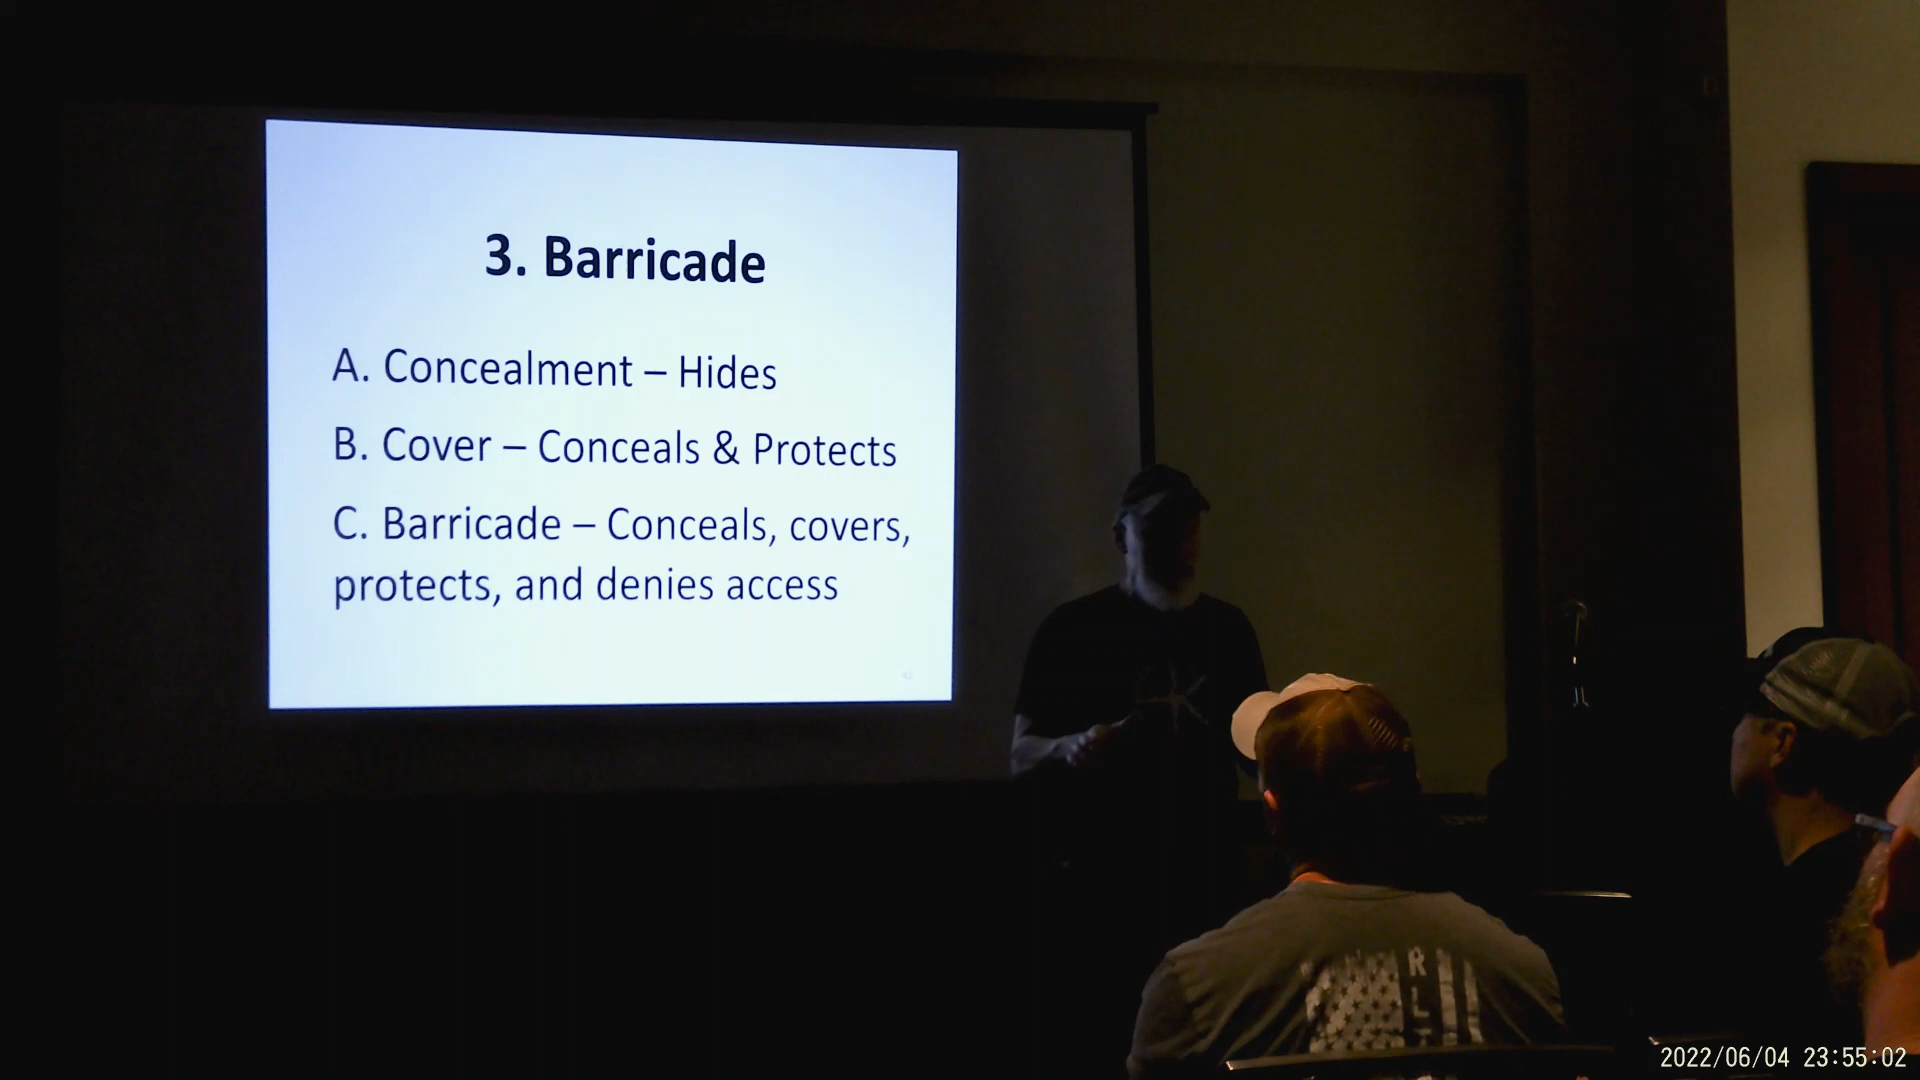 3. Barricade
A. Concealment – Hides
B. Cover – Conceals & Protects
C. Barricade – Conceals, covers,
protects, and denies access
R
L
2022/06/04 23:55:02